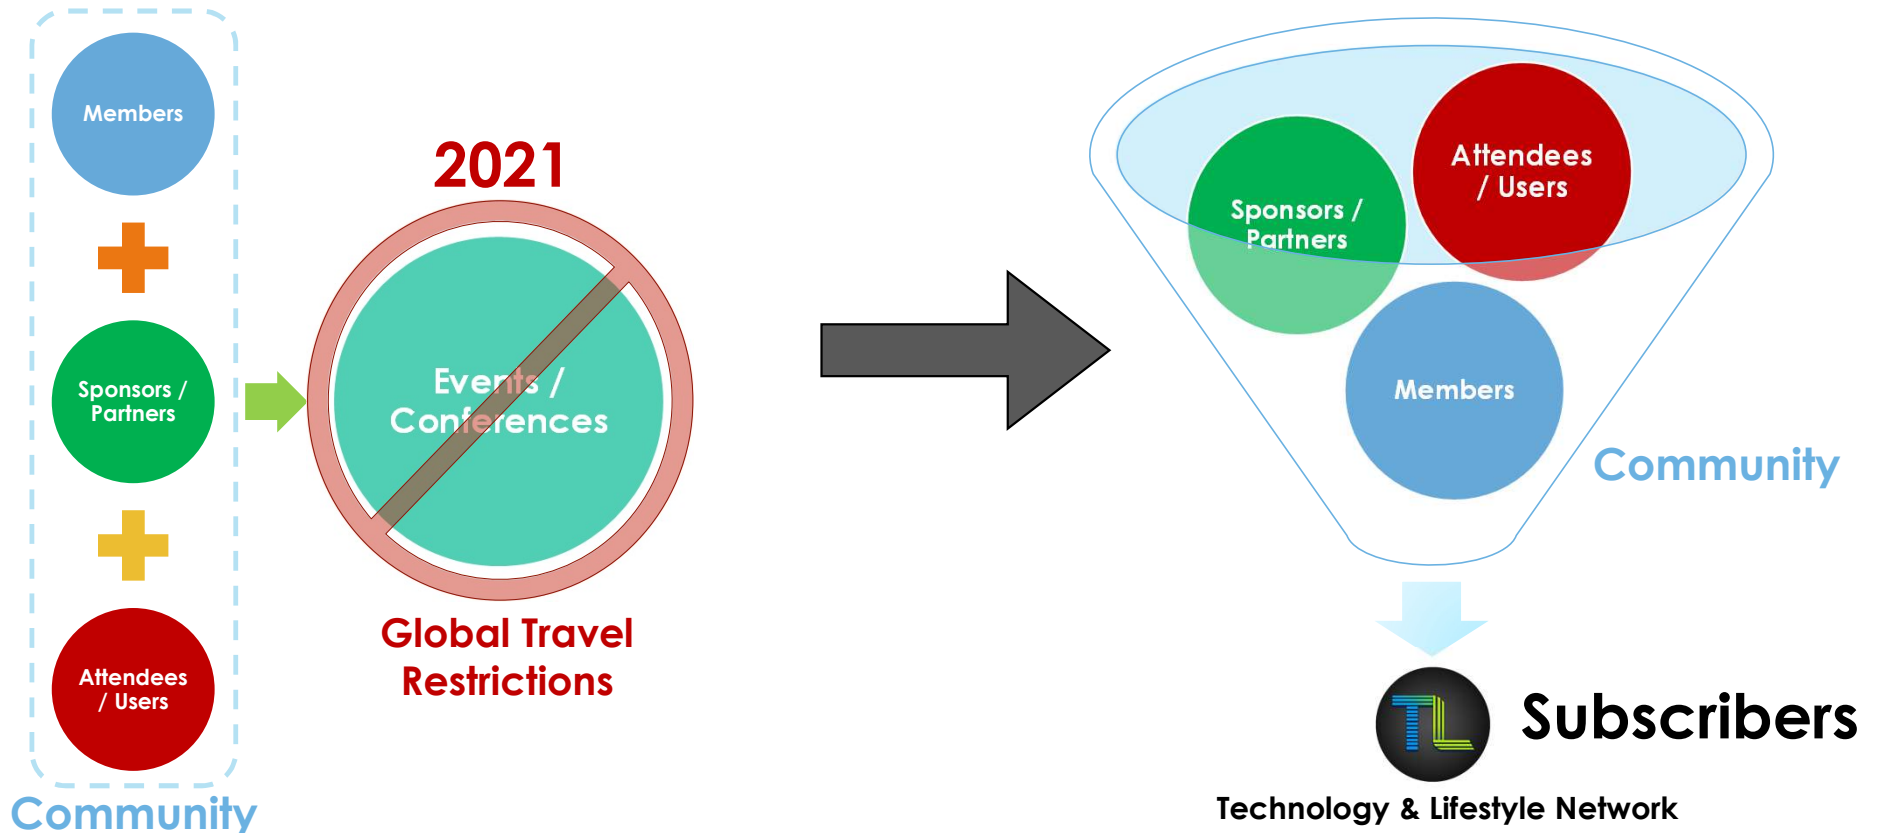 Members
Sponsors /
Partners
Attendees
/ Users
Community
2021
Events /
Conferences
Global Travel
Restrictions
Attendees
/ Users
Sponsors /
Partners
Members
Community
TL
Subscribers
Technology & Lifestyle Network